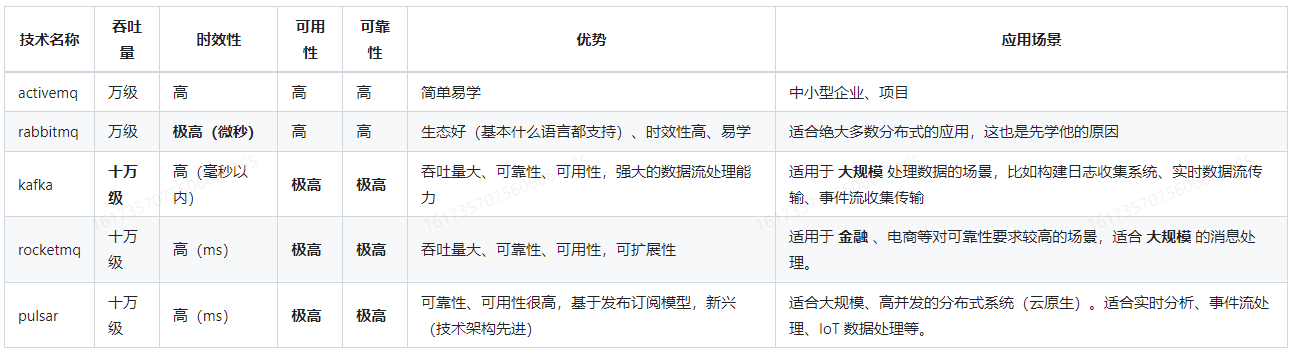 技术名称 吞吐量 时效性 可用性 可靠性 优势 应用场景
activemq 万级 高 高 高 简单易学 中小型企业、项目
rabbitmq 万级 极高（微秒） 高 高 生态好（基本什么语言都支持）、时效性高、易学 适合绝大多数分布式的应用，这也是先学他的原因
kafka 十万级 高（毫秒以内） 极高 极高 吞吐量大、可靠性、可用性，强大的数据流处理能力 适用于 大规模 处理数据的场景，比如构建日志收集系统、实时数据流传输、事件流收集传输
rocketmq 十万级 高（ms） 极高 极高 吞吐量大、可靠性、可用性，可扩展性 适用于 金融 、电商等对可靠性要求较高的场景，适合 大规模 的消息处理。
pulsar 十万级 高（ms） 极高 极高 可靠性、可用性很高，基于发布订阅模型，新兴（技术架构先进） 适合大规模、高并发的分布式系统（云原生）。适合实时分析、事件流处理、IoT 数据处理等。